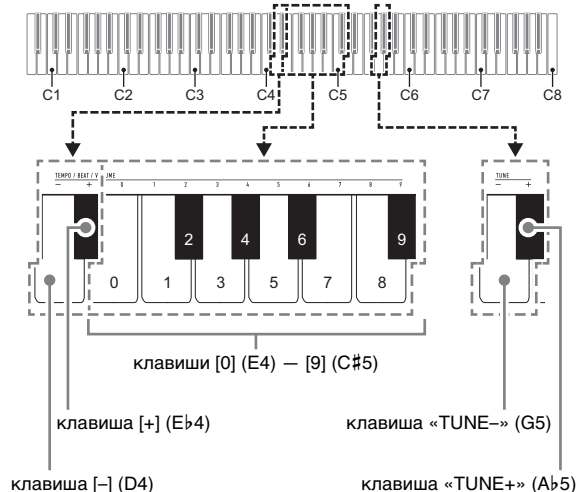 C1 C2 C3 C4 C5 C6 C7 C8
TEMPO / BEAT / V UME
− + 0 1 2 3 4 5 6 7 8 9
TUNE
− +
2 4 6 9
0 1 3 5 7 8
клавиши [0] (E4) — [9] (C♯5)
клавиша [+] (E♭4)
клавиша «TUNE–» (G5)
клавиша [–] (D4)
клавиша «TUNE+» (A♭5)